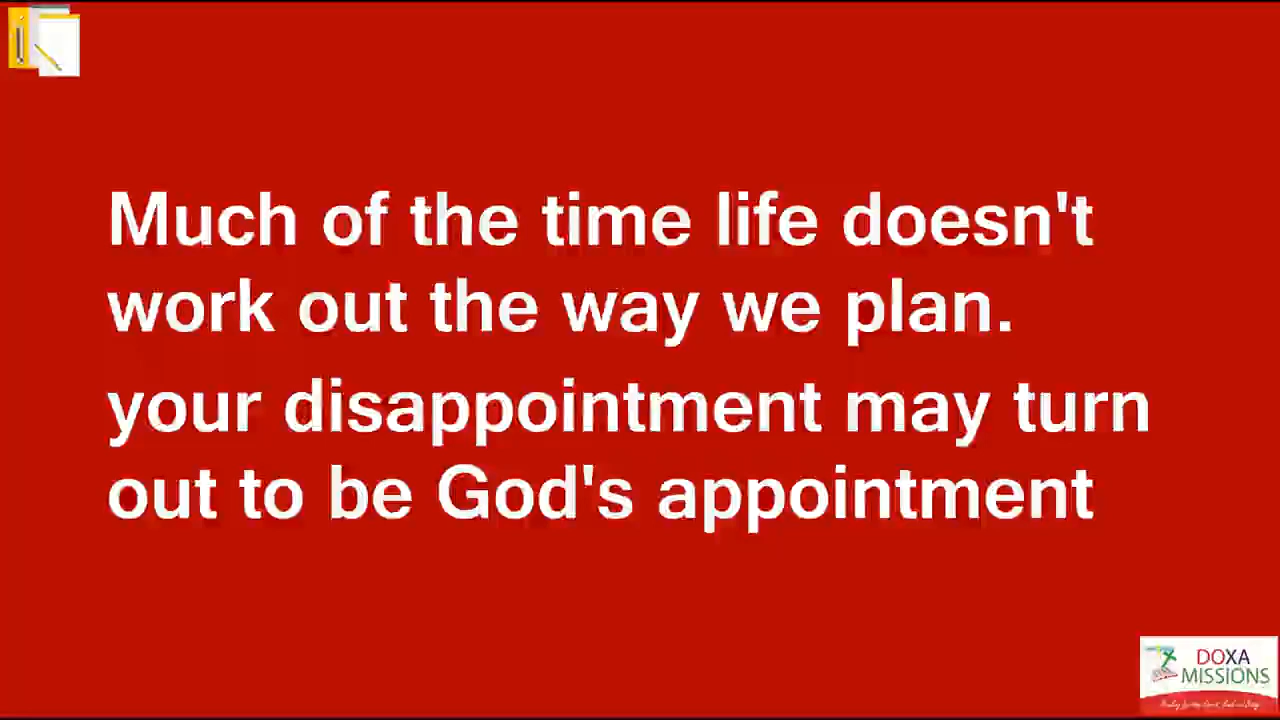 Much of the time life doesn't
work out the way we plan.
your disappointment may turn
out to be God's appointment
DOXA
MISSIONS